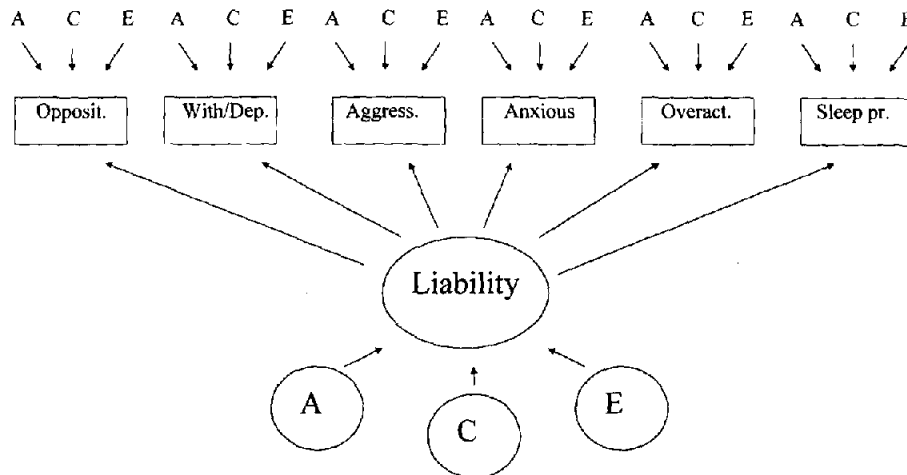 A C E A C E A C E A C E A C E A C E
Opposit. With/Dep. Aggress. Anxious Overact. Sleep pr.
Liability
A
C
E